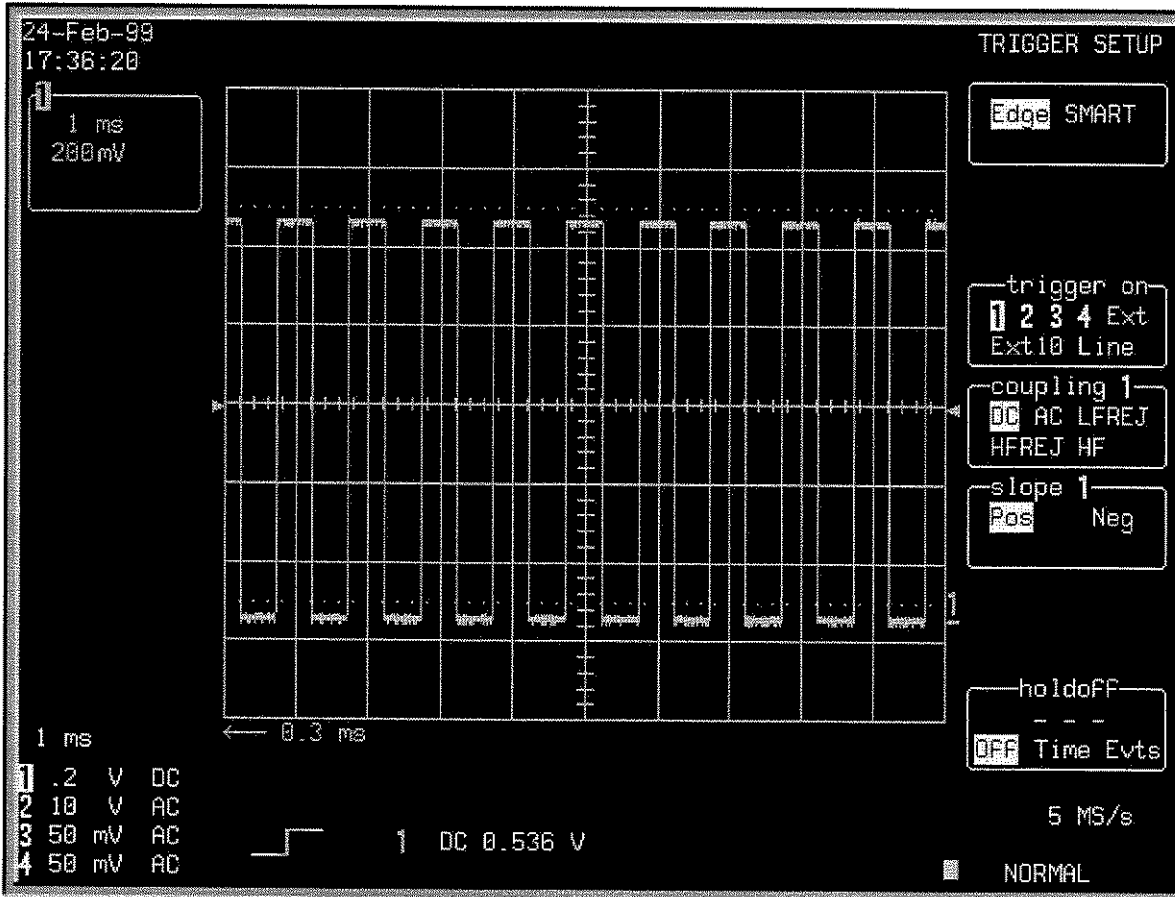 24-Feb-99
17:36:20
TRIGGER SETUP
1
1 ms
200mV
Edge SMART
trigger on
1 2 3 4 Ext
Ext10 Line
coupling 1
DC AC LFREJ
HFREJ HF
slope 1
Pos Neg
1
holdoff
- - -
OFF Time Evts
← 0.3 ms
1 ms
1 .2 V DC
2 10 V AC
3 50 mV AC
4 50 mV AC
1 DC 0.536 V
5 MS/s
NORMAL